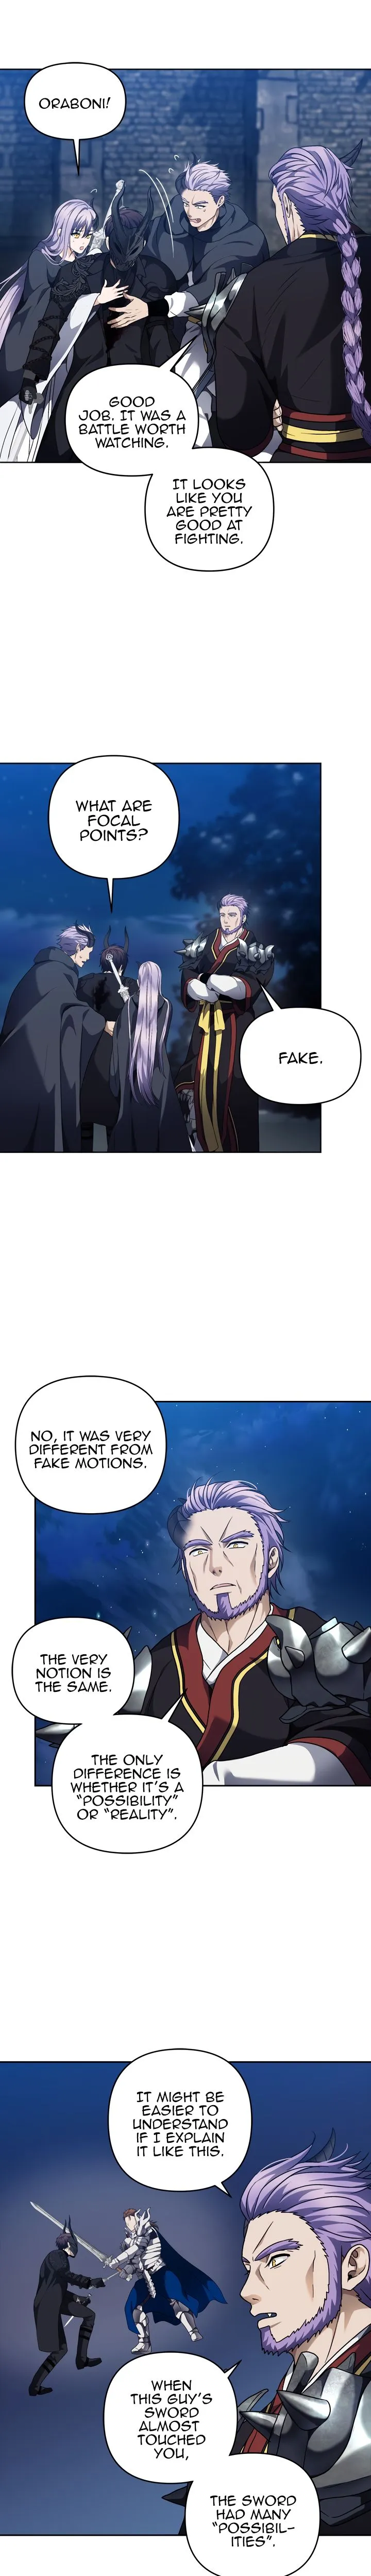 ORABONI!
GOOD
JOB. IT WAS A
BATTLE WORTH
WATCHING.
IT LOOKS
LIKE YOU
ARE PRETTY
GOOD AT
FIGHTING.
WHAT ARE
FOCAL
POINTS?
FAKE.
NO, IT WAS VERY
DIFFERENT FROM
FAKE MOTIONS.
THE VERY
NOTION IS
THE SAME.
THE ONLY
DIFFERENCE IS
WHETHER IT'S A
"POSSIBILITY"
OR "REALITY".
IT MIGHT BE
EASIER TO
UNDERSTAND
IF I EXPLAIN
IT LIKE THIS.
WHEN
THIS GUY'S
SWORD
ALMOST
TOUCHED
YOU,
THE SWORD
HAD MANY
"POSSIBIL-
ITIES".